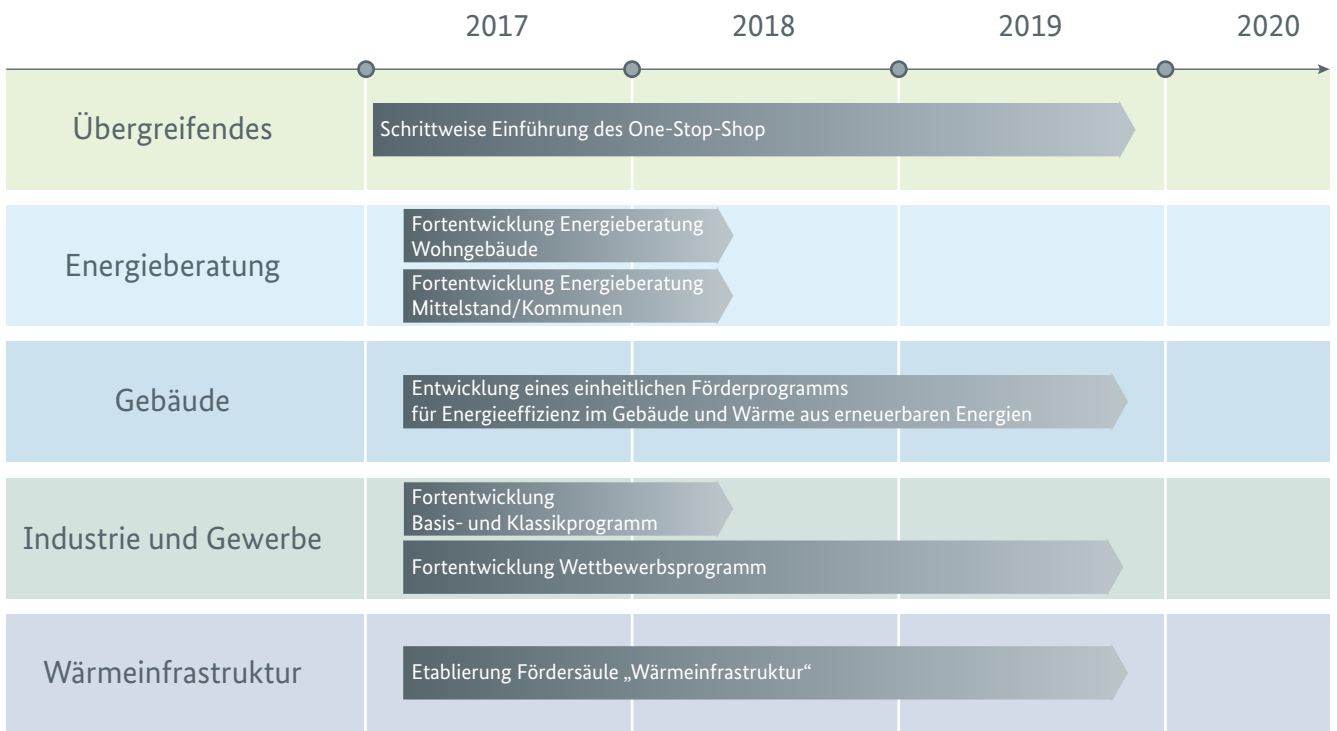 2017 2018 2019 2020
Übergreifendes
Schrittweise Einführung des One-Stop-Shop
Energieberatung
Fortentwicklung Energieberatung
Wohngebäude
Fortentwicklung Energieberatung
Mittelstand/Kommunen
Gebäude
Entwicklung eines einheitlichen Förderprogramms
für Energieeffizienz im Gebäude und Wärme aus erneuerbaren Energien
Industrie und Gewerbe
Fortentwicklung
Basis- und Klassikprogramm
Fortentwicklung Wettbewerbsprogramm
Wärmeinfrastruktur
Etablierung Fördersäule „Wärmeinfrastruktur“